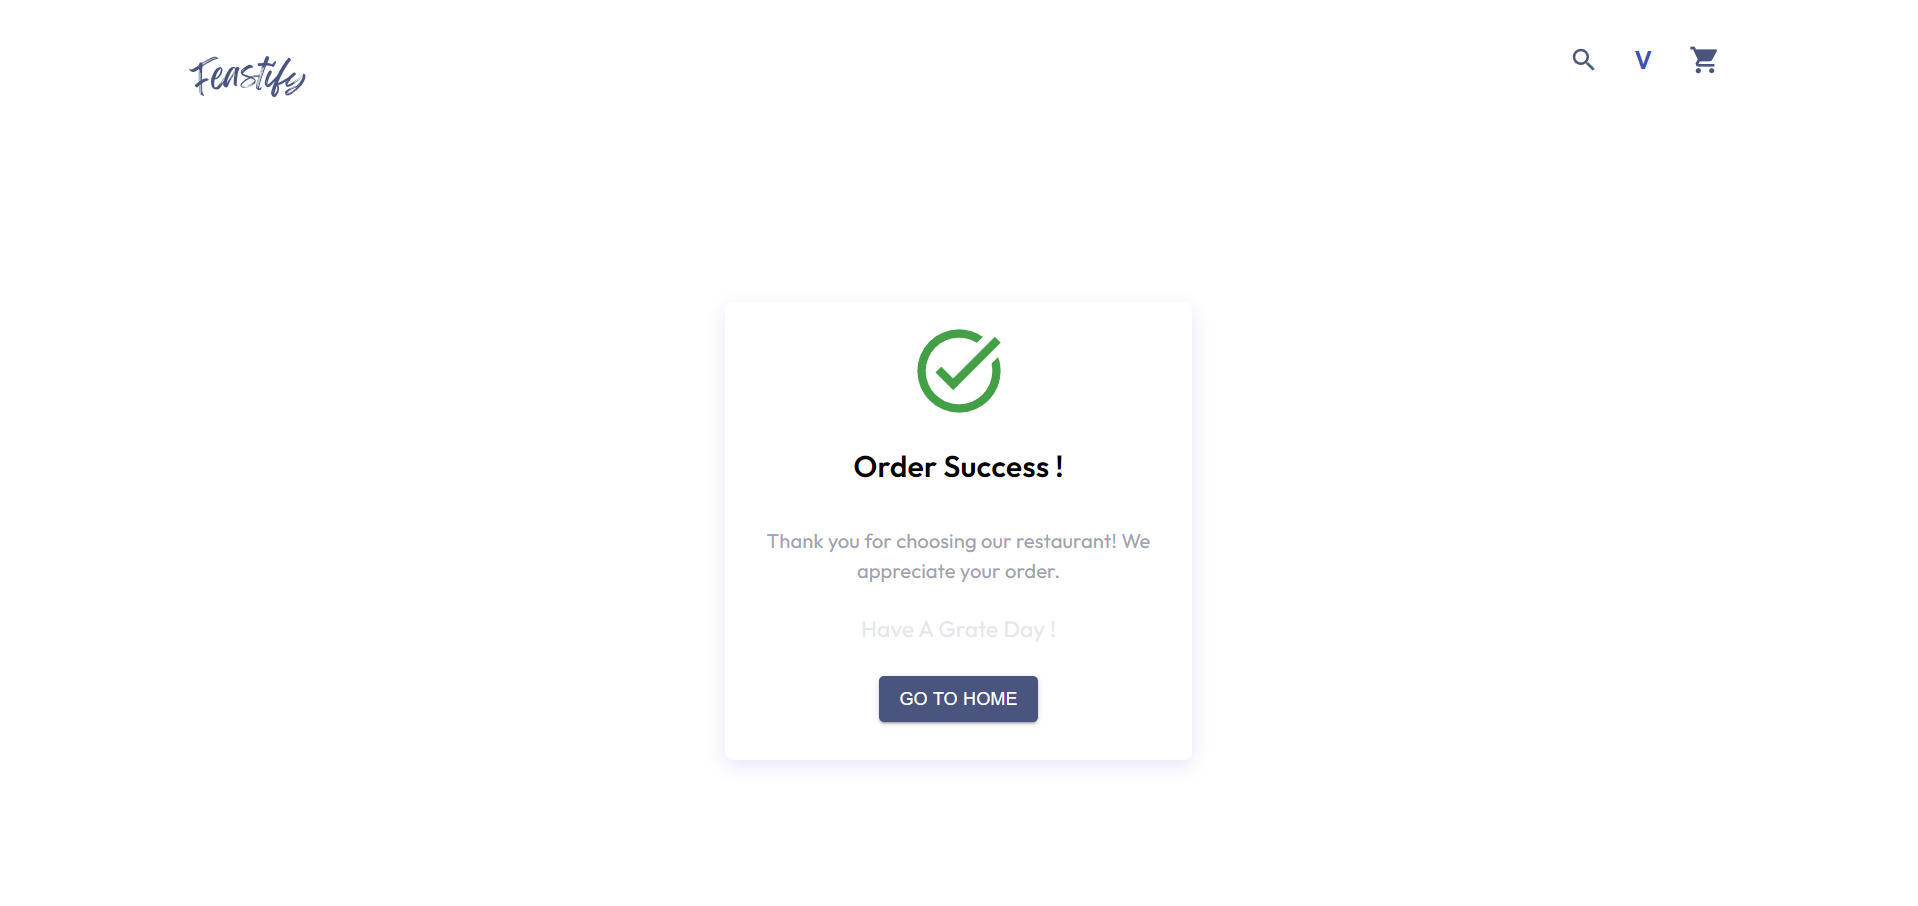 Feastify
V
Order Success !
Thank you for choosing our restaurant! We
appreciate your order.
Have A Grate Day !
GO TO HOME